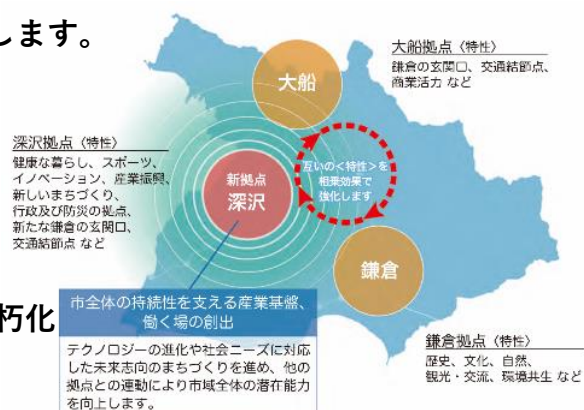 します。
大船拠点〈特性〉
鎌倉の玄関口、交通結節点、
商業活力 など
大船
深沢拠点〈特性〉
健康な暮らし、スポーツ、
イノベーション、産業振興、
新しいまちづくり、
行政及び防災の拠点、
新たな鎌倉の玄関口、
交通結節点 など
新拠点
深沢
互いの<特性>を
相乗効果で
強化します
鎌倉
朽化
市全体の持続性を支える産業基盤、
働く場の創出
テクノロジーの進化や社会ニーズに対応
した未来志向のまちづくりを進め、他の
拠点との連動により市域全体の潜在能力
を向上します。
鎌倉拠点〈特性〉
歴史、文化、自然、
観光・交流、環境共生 など